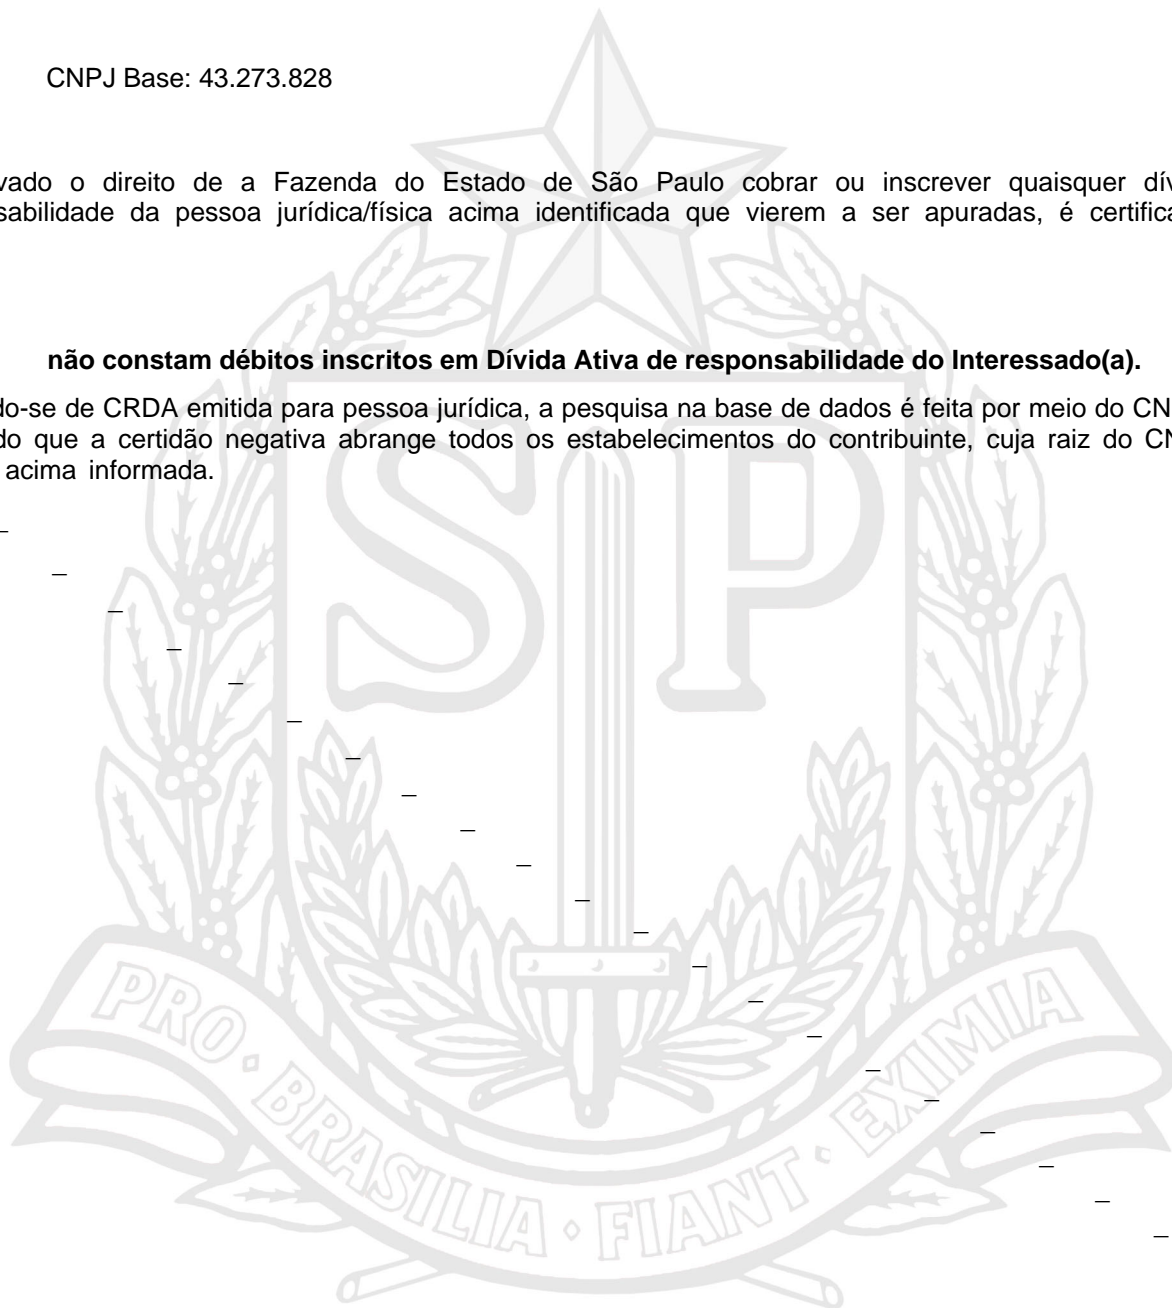 CNPJ Base: 43.273.828
vado o direito de a Fazenda do Estado de São Paulo cobrar ou inscrever quaisquer dív
sabilidade da pessoa jurídica/física acima identificada que vierem a ser apuradas, é certifica
não constam débitos inscritos em Dívida Ativa de responsabilidade do Interessado(a).
do-se de CRDA emitida para pessoa jurídica, a pesquisa na base de dados é feita por meio do CN
do que a certidão negativa abrange todos os estabelecimentos do contribuinte, cuja raiz do CN
acima informada.
SP
PRO • BRASILIA • FIANT • EXIMIA